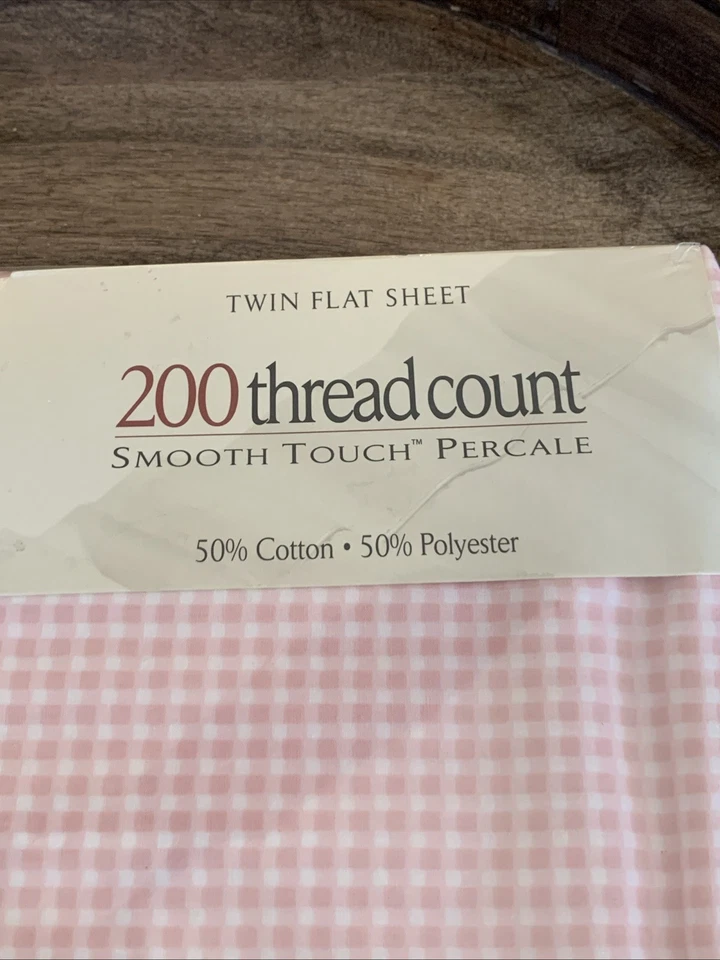 TWIN FLAT SHEET
200 thread count
SMOOTH TOUCH™ PERCALE
50% Cotton • 50% Polyester